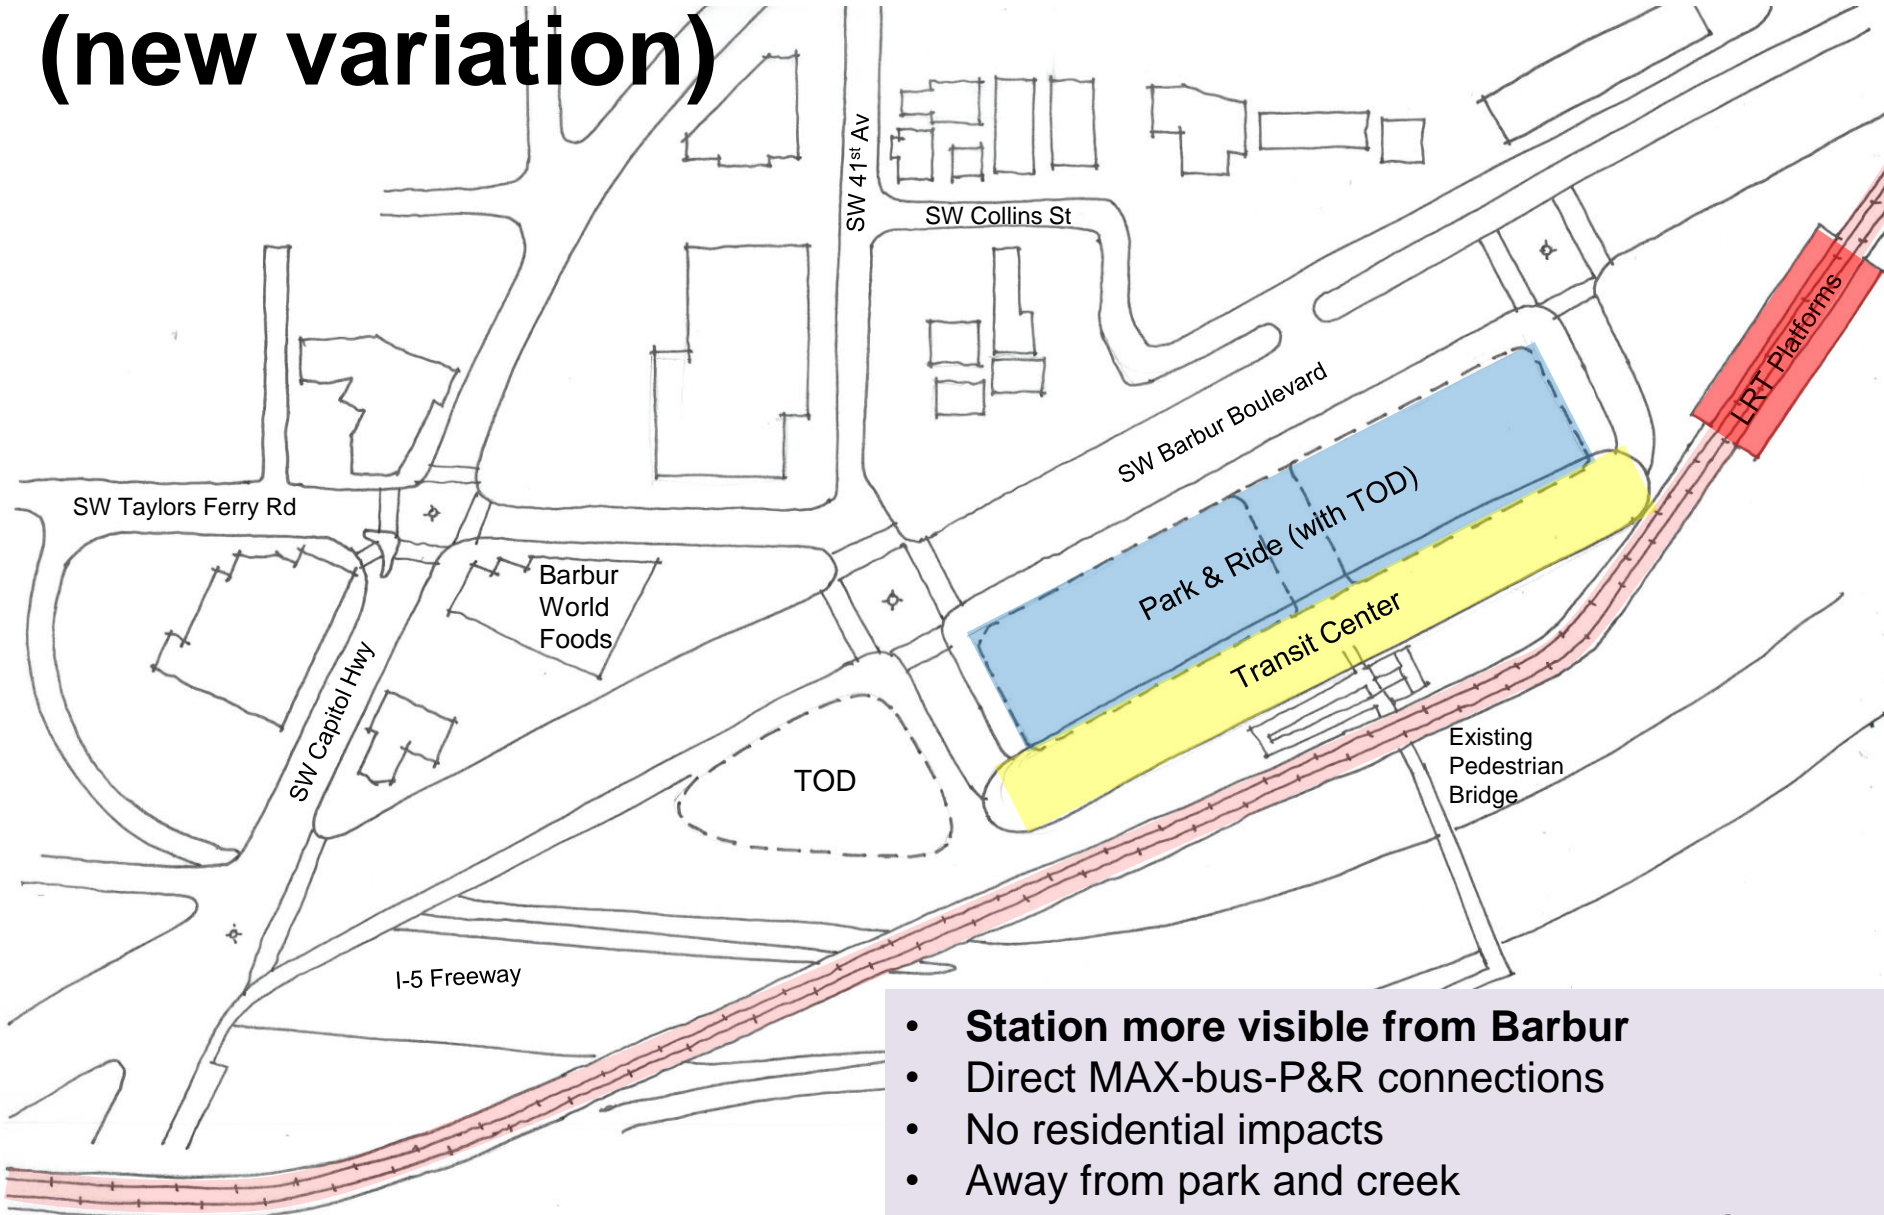 (new variation)
SW 41st Av
SW Collins St
LRT Platforms
SW Barbur Boulevard
SW Taylors Ferry Rd
Park & Ride (with TOD)
Barbur
World
Foods
Transit Center
SW Capitol Hwy
TOD
Existing
Pedestrian
Bridge
I-5 Freeway
• Station more visible from Barbur
• Direct MAX-bus-P&R connections
• No residential impacts
• Away from park and creek